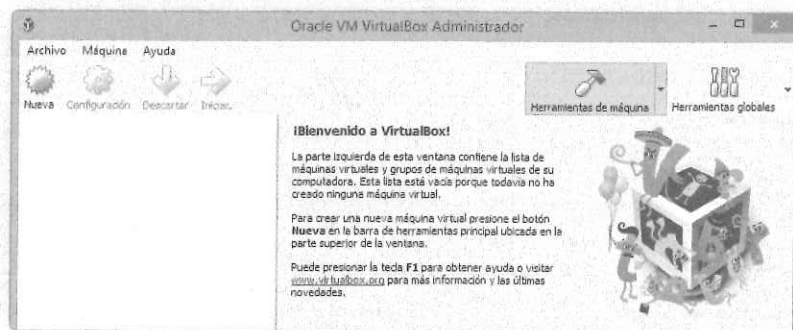 Oracle VM VirtualBox Administrador
Archivo Máquina Ayuda
Nueva Configuración Descartar Iniciar
Herramientas de máquina Herramientas globales
¡Bienvenido a VirtualBox!
La parte izquierda de esta ventana contiene la lista de
máquinas virtuales y grupos de máquinas virtuales de su
computadora. Esta lista está vacía porque todavía no ha
creado ninguna máquina virtual.
Para crear una nueva máquina virtual presione el botón
Nueva en la barra de herramientas principal ubicada en la
parte superior de la ventana.
Puede presionar la tecla F1 para obtener ayuda o visitar
www.virtualbox.org para más información y las últimas
novedades.